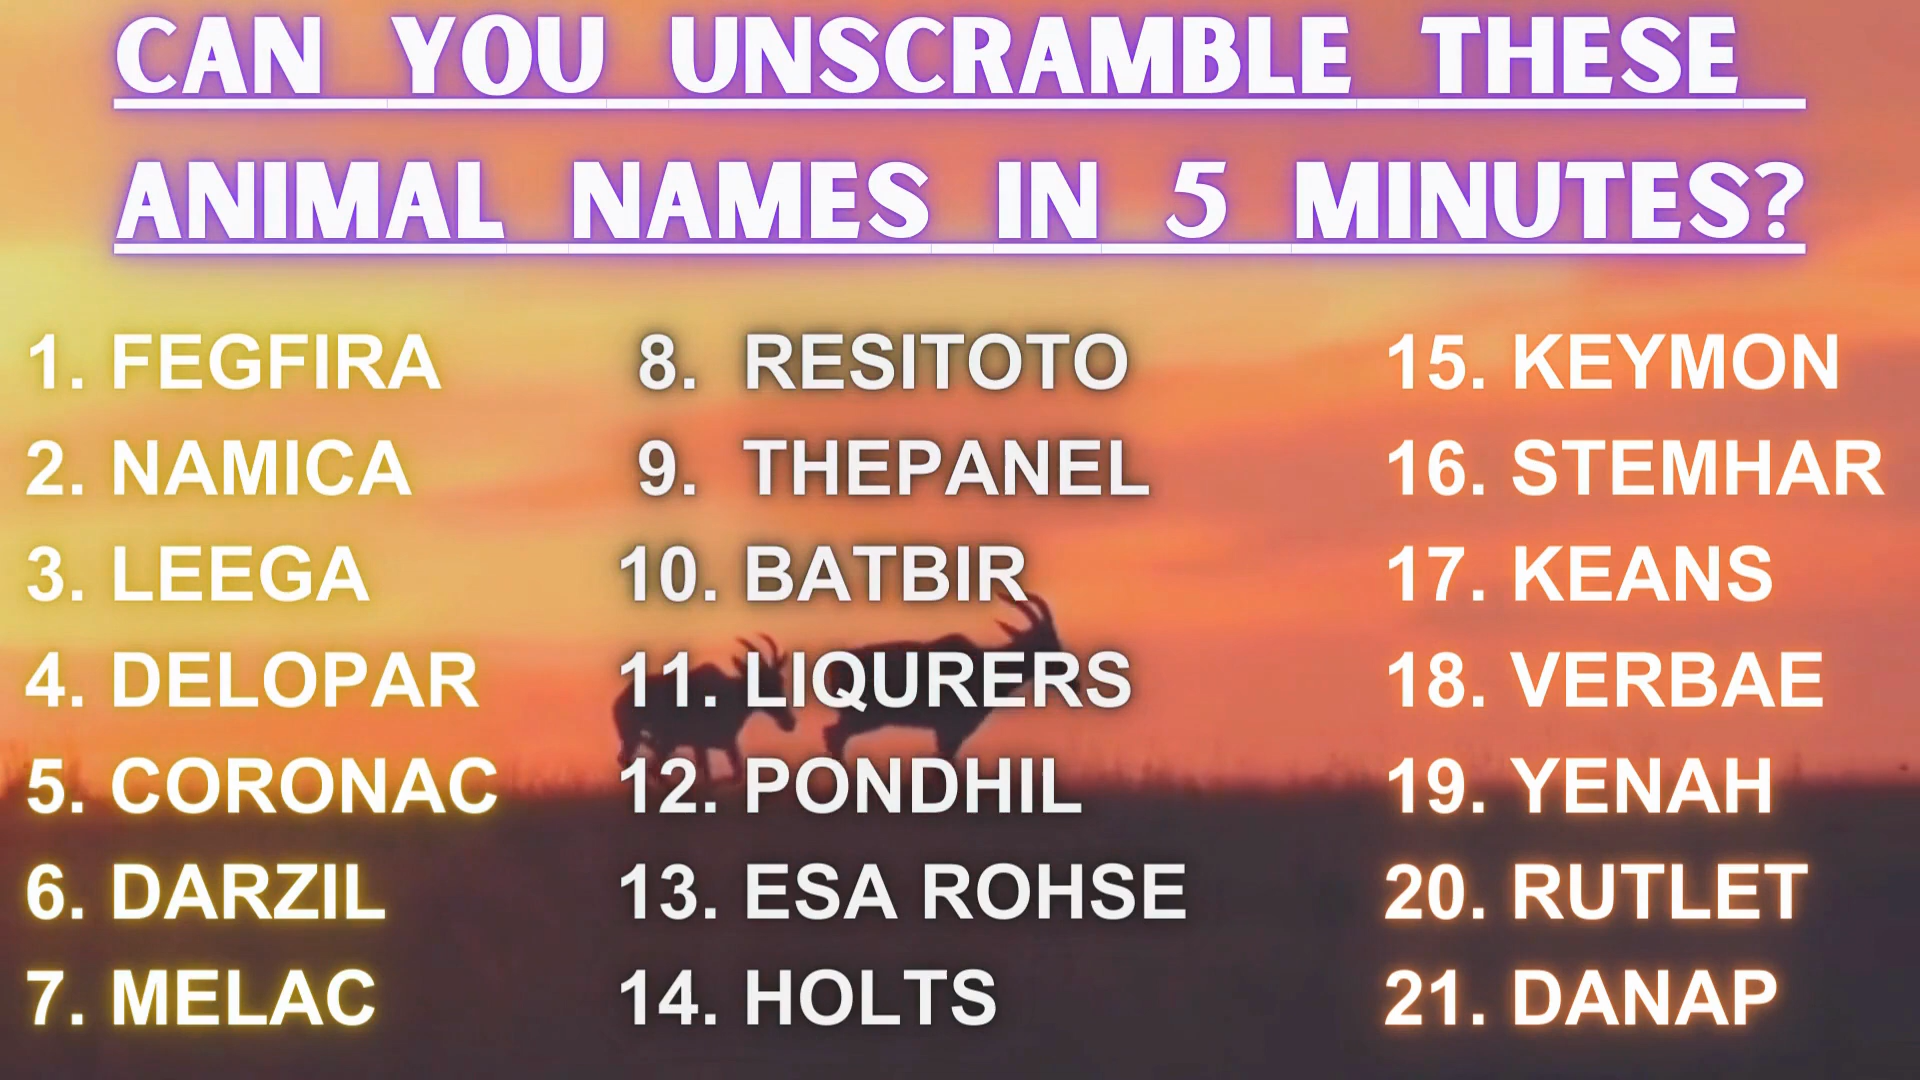 CAN YOU UNSCRAMBLE THESE
ANIMAL NAMES IN 5 MINUTES?
1. FEGFIRA
2. NAMICA
3. LEEGA
4. DELOPAR
5. CORONAC
6. DARZIL
7. MELAC
8. RESITOTO
9. THEPANEL
10. BATBIR
11. LIQURERS
12. PONDHIL
13. ESA ROHSE
14. HOLTS
15. KEYMON
16. STEMHAR
17. KEANS
18. VERBAE
19. YENAH
20. RUTLET
21. DANAP